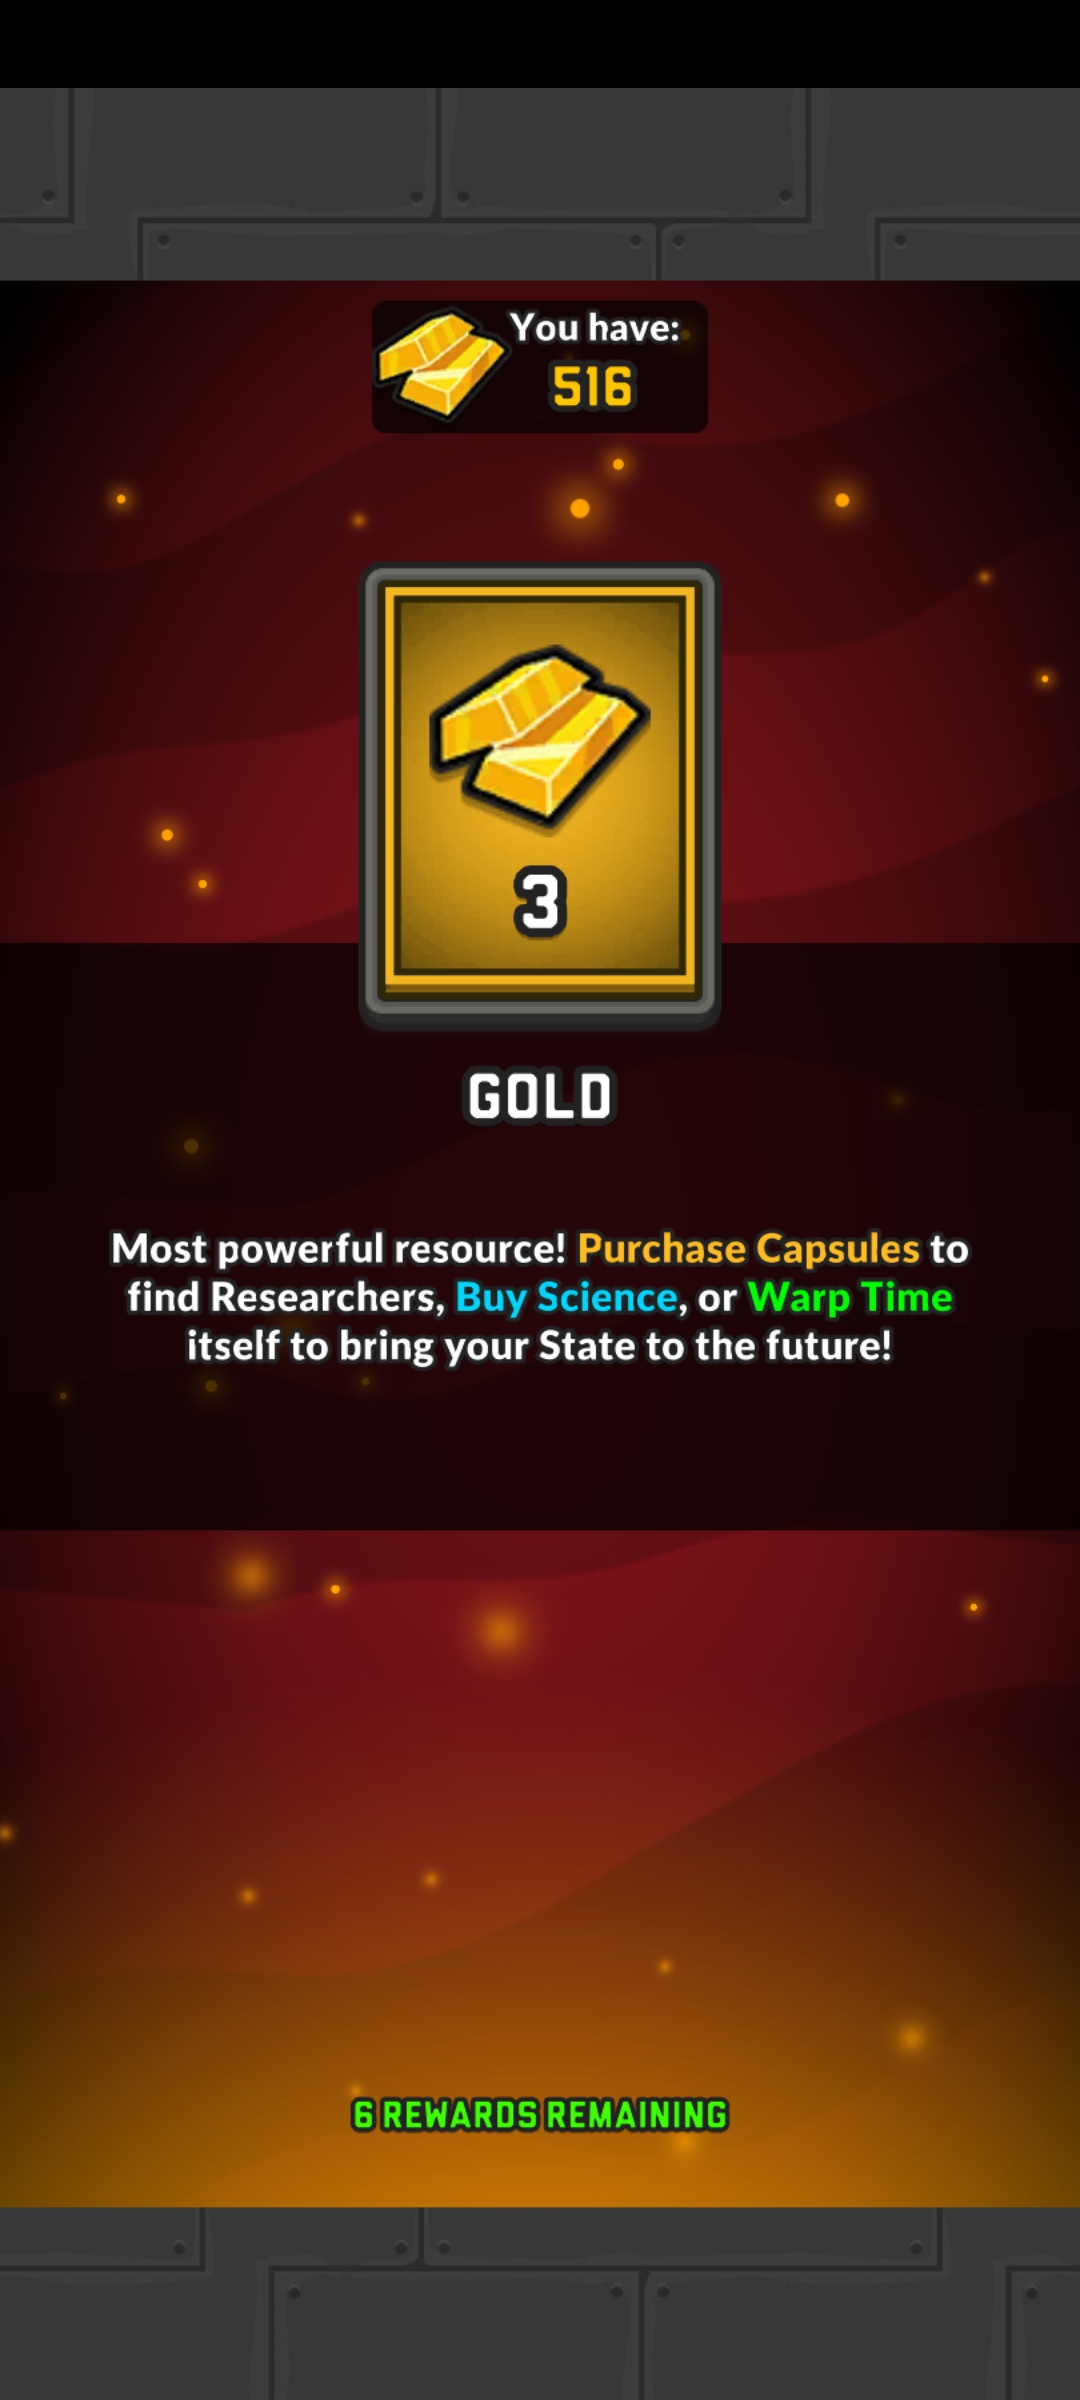 You have:
516
3
GOLD
Most powerful resource! Purchase Capsules to
find Researchers, Buy Science, or Warp Time
itself to bring your State to the future!
6 REWARDS REMAINING